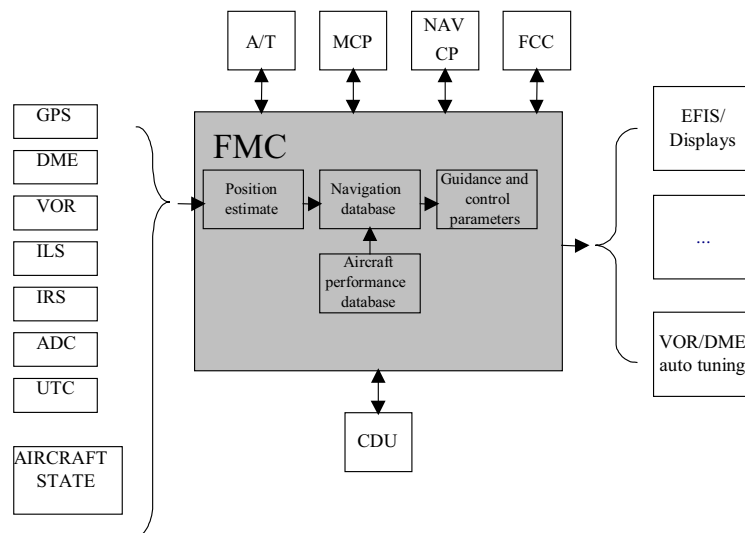 A/T
MCP
NAV
CP
FCC
GPS
DME
VOR
ILS
IRS
ADC
UTC
AIRCRAFT
STATE
FMC
Position
estimate
Navigation
database
Guidance and
control
parameters
Aircraft
performance
database
EFIS/
Displays
...
VOR/DME
auto tuning
CDU